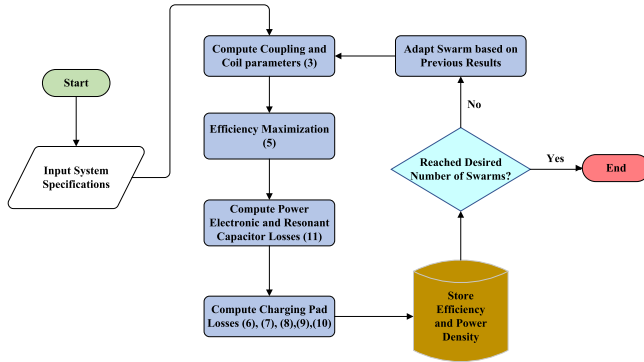 Start
Input System
Specifications
Compute Coupling and
Coil parameters (3)
Efficiency Maximization
(5)
Compute Power
Electronic and Resonant
Capacitor Losses (11)
Compute Charging Pad
Losses (6), (7), (8),(9),(10)
Store
Efficiency
and Power
Density
Reached Desired
Number of Swarms?
No
Adapt Swarm based on
Previous Results
Yes
End